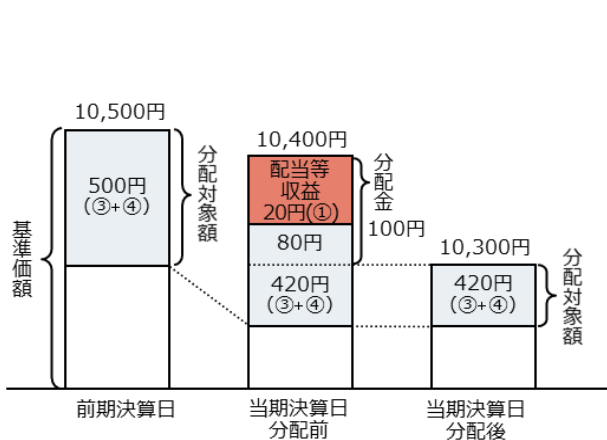 10,500円
500円
(③+④)
分配対象額
基準価額
前期決算日
10,400円
配当等
収益
20円(①)
80円
420円
(③+④)
分配金
100円
当期決算日
分配前
10,300円
420円
(③+④)
分配対象額
当期決算日
分配後